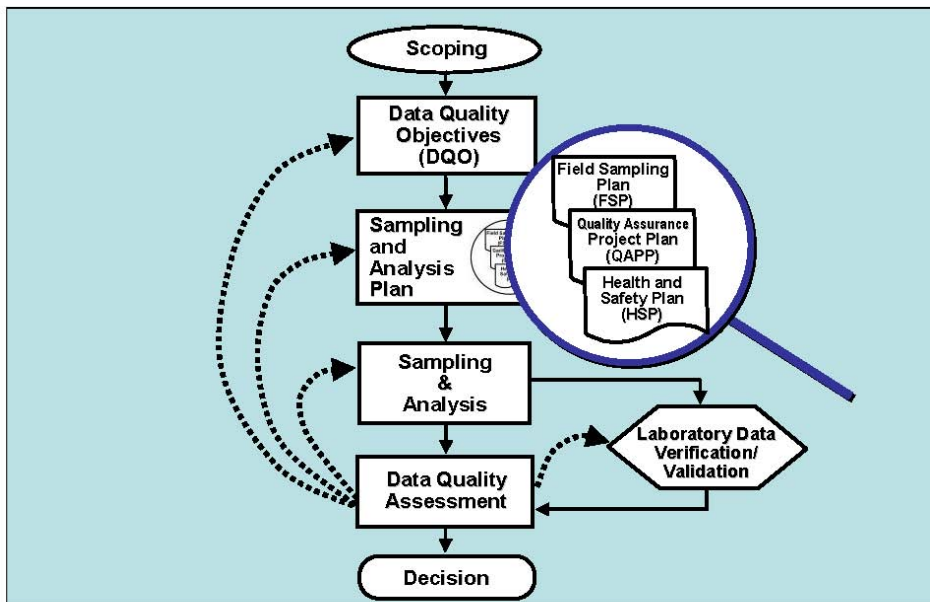 Scoping
Data Quality
Objectives
(DQO)
Sampling
and
Analysis
Plan
Field Sampling
Plan
(FSP)
Quality Assurance
Project Plan
(QAPP)
Health and
Safety Plan
(HSP)
Sampling
&
Analysis
Laboratory Data
Verification/
Validation
Data Quality
Assessment
Decision